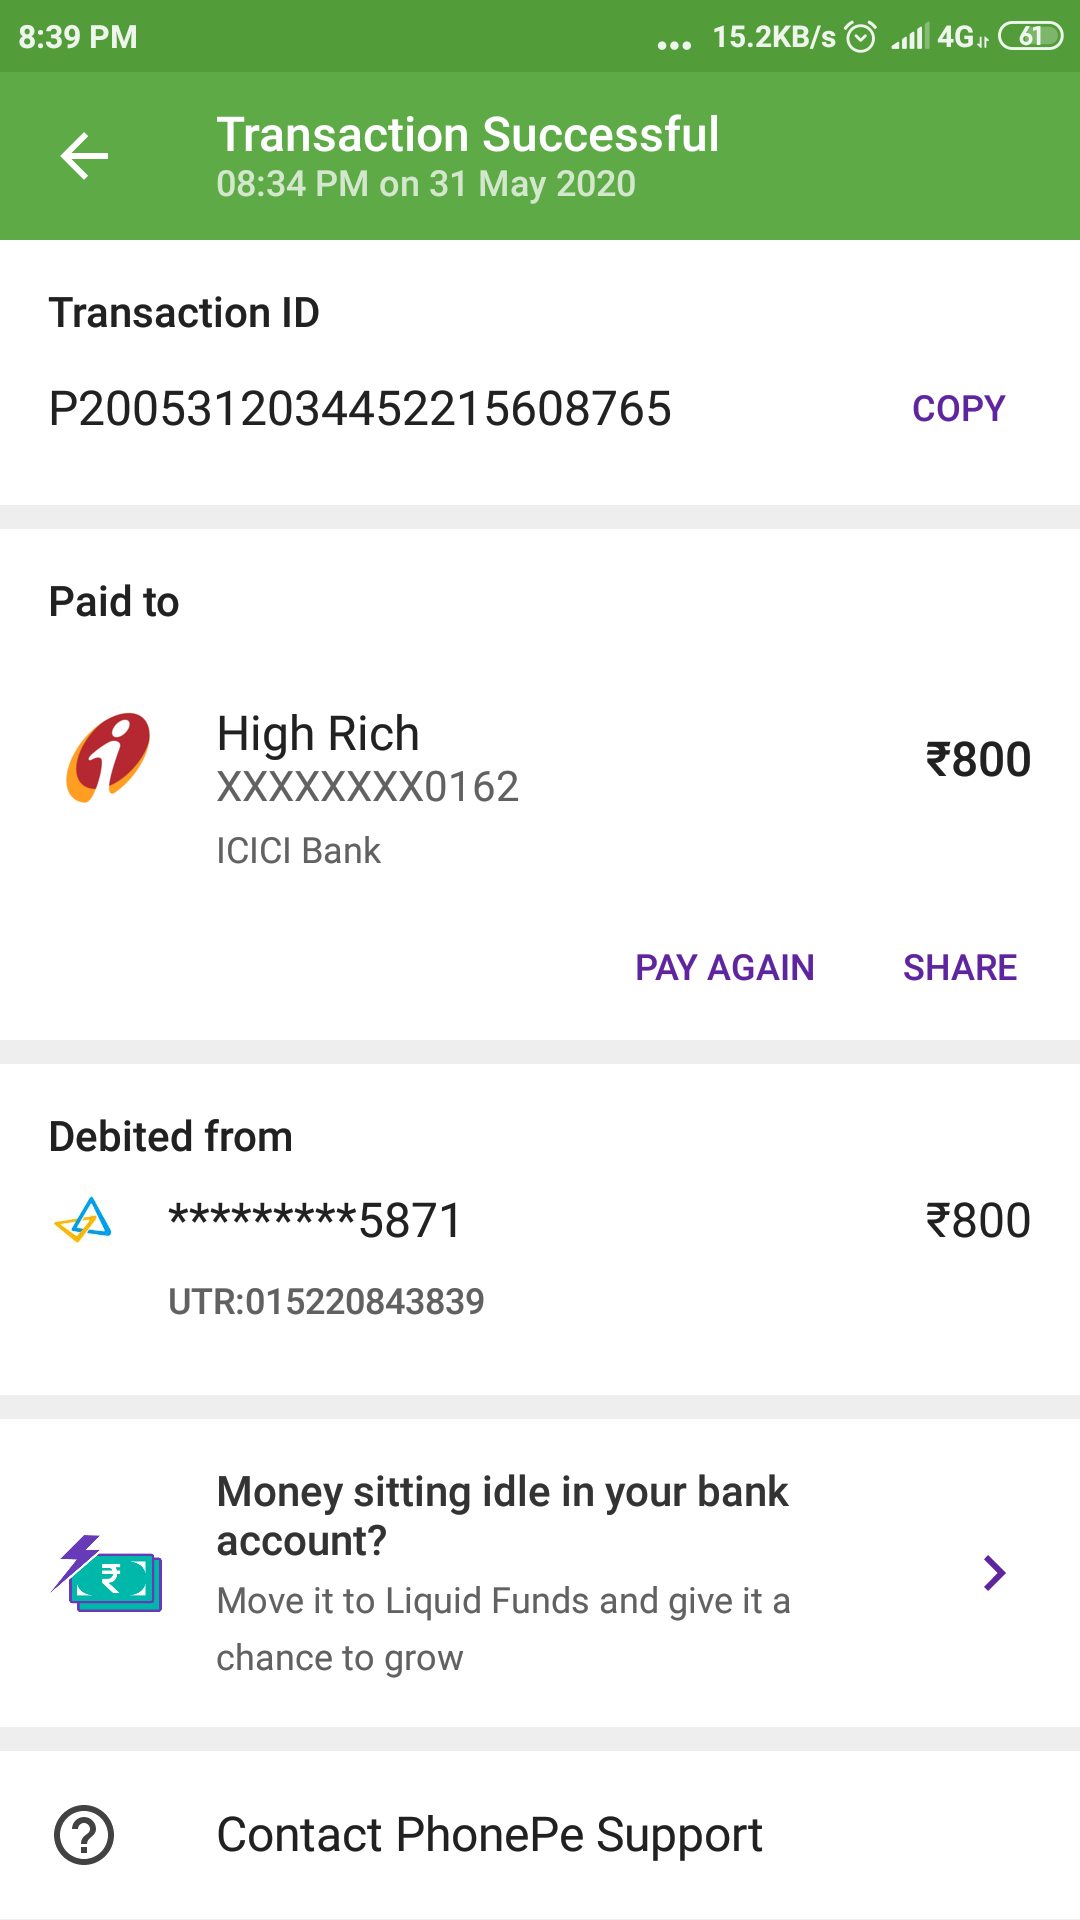 8:39 PM
... 15.2KB/s 4G 61
Transaction Successful
08:34 PM on 31 May 2020
Transaction ID
P2005312034452215608765
COPY
Paid to
High Rich
₹800
XXXXXXXX0162
ICICI Bank
PAY AGAIN SHARE
Debited from
*********5871
₹800
UTR:015220843839
Money sitting idle in your bank
account?
Move it to Liquid Funds and give it a
chance to grow
Contact PhonePe Support